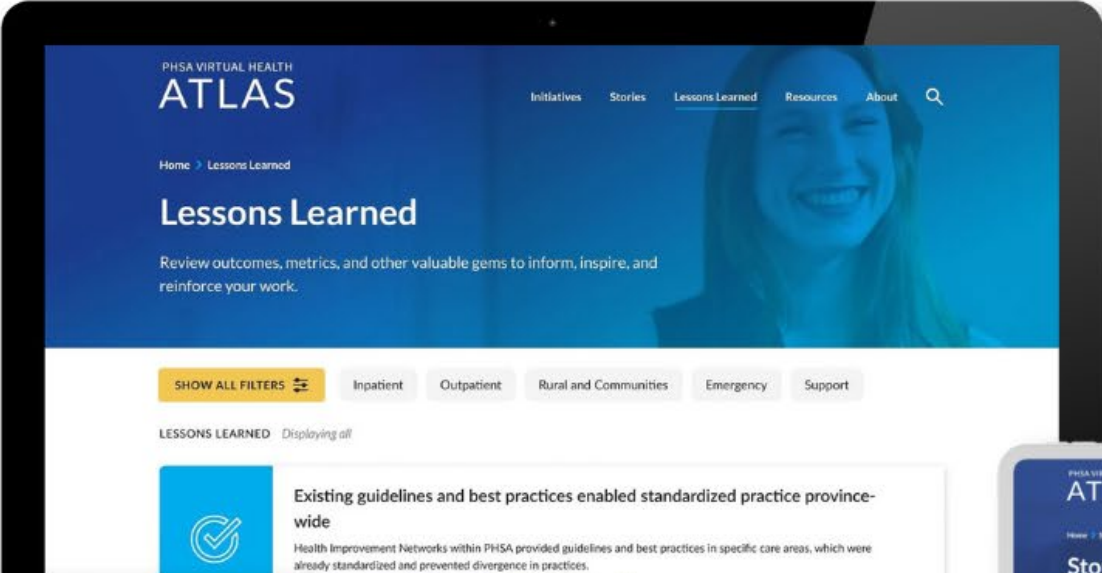 PHSA VIRTUAL HEALTH
ATLAS
Initiatives Stories Lessons Learned Resources About
Home > Lessons Learned
Lessons Learned
Review outcomes, metrics, and other valuable gems to inform, inspire, and
reinforce your work.
SHOW ALL FILTERS Inpatient Outpatient Rural and Communities Emergency Support
LESSONS LEARNED Displaying all
Existing guidelines and best practices enabled standardized practice province-
wide
Health Improvement Networks within PHSA provided guidelines and best practices in specific care areas, which were
already standardized and prevented divergence in practices.
PHSA
AT
Home
Sto